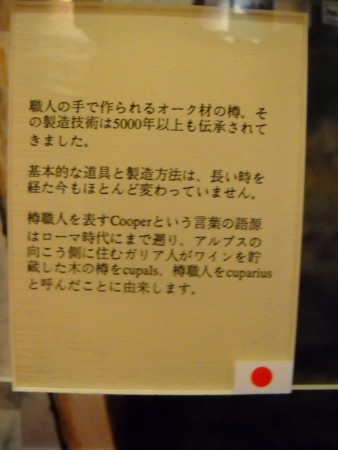 職人の手で作られるオーク材の樽。そ
の製造技術は5000年以上も伝承されて
きました。
基本的な道具と製造方法は、長い時を
経た今もほとんど変わっていません。
樽職人を表すCooperという言葉の語源
はローマ時代にまで遡り、アルプスの
向こう側に住むガリア人がワインを貯
蔵した木の樽をcupals、樽職人をcuparius
と呼んだことに由来します。